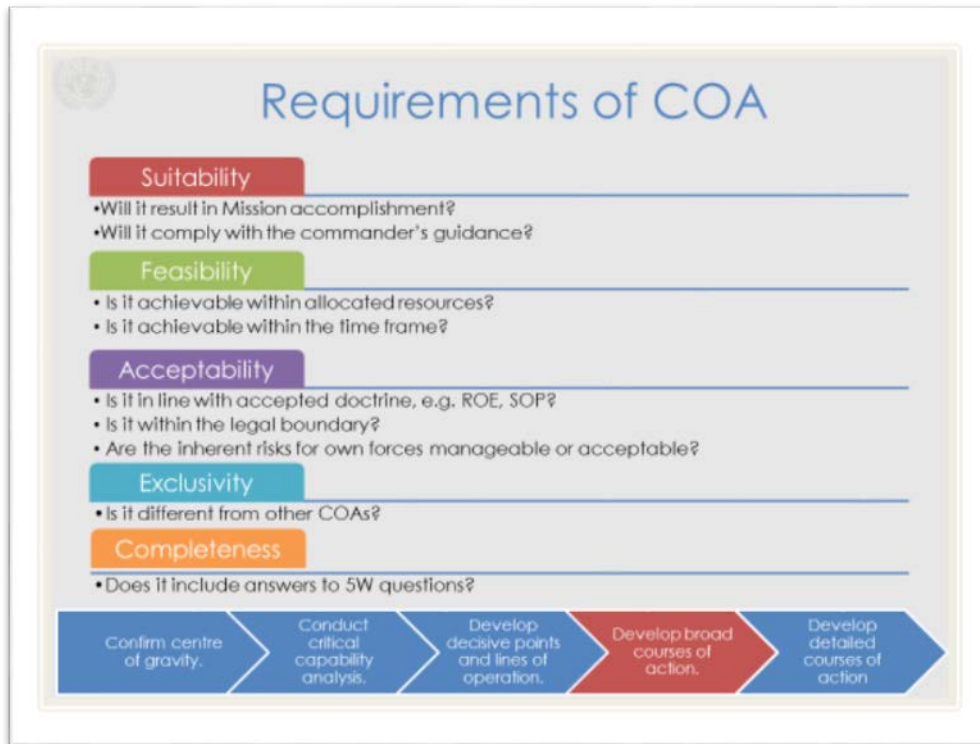 Requirements of COA
Suitability
•Will it result in Mission accomplishment?
•Will it comply with the commander's guidance?
Feasibility
• Is it achievable within allocated resources?
• Is it achievable within the time frame?
Acceptability
• Is it in line with accepted doctrine, e.g. ROE, SOP?
• Is it within the legal boundary?
• Are the inherent risks for own forces manageable or acceptable?
Exclusivity
•Is it different from other COAs?
Completeness
•Does it include answers to 5W questions?
Confirm centre
of gravity.
Conduct
critical
capability
analysis.
Develop
decisive points
and lines of
operation.
Develop broad
courses of
action.
Develop
detailed
courses of
action